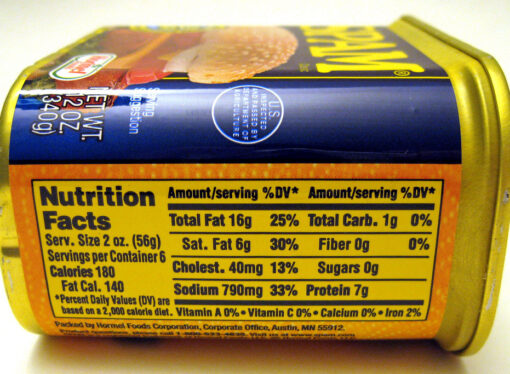 SPAM
®
Hormel
NET WT.
12 OZ.
(340g)
Serving
Suggestion
U.S.
INSPECTED
AND PASSED BY
DEPARTMENT OF
AGRICULTURE
Nutrition
Facts
Serv. Size 2 oz. (56g)
Servings per Container 6
Calories 180
Fat Cal. 140
*Percent Daily Values (DV) are
based on a 2,000 calorie diet.
Amount/serving %DV* Amount/serving %DV*
Total Fat 16g 25% Total Carb. 1g 0%
Sat. Fat 6g 30% Fiber 0g 0%
Cholest. 40mg 13% Sugars 0g
Sodium 790mg 33% Protein 7g
Vitamin A 0% • Vitamin C 0% • Calcium 0% • Iron 2%
Packed by Hormel Foods Corporation, Corporate Office, Austin, MN 55912.